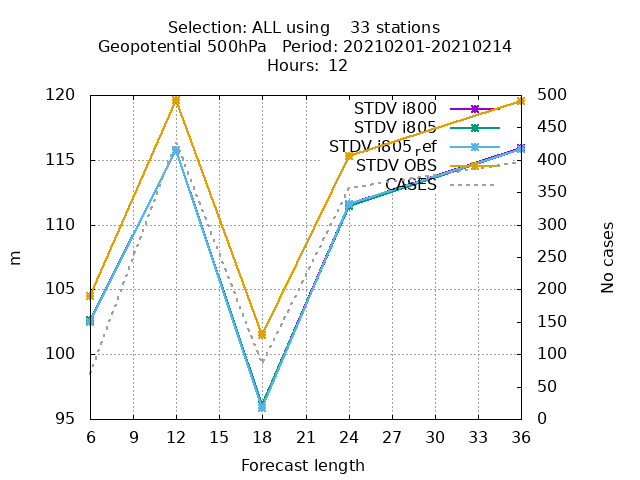 Selection: ALL using    33 stations
Geopotential 500hPa   Period: 20210201-20210214
Hours:  12
120
115
110
105
100
95
m
STDV i800
STDV i805
STDV i805ref
STDV OBS
CASES
500
450
400
350
300
250
200
150
100
50
0
No cases
6 9 12 15 18 21 24 27 30 33 36
Forecast length